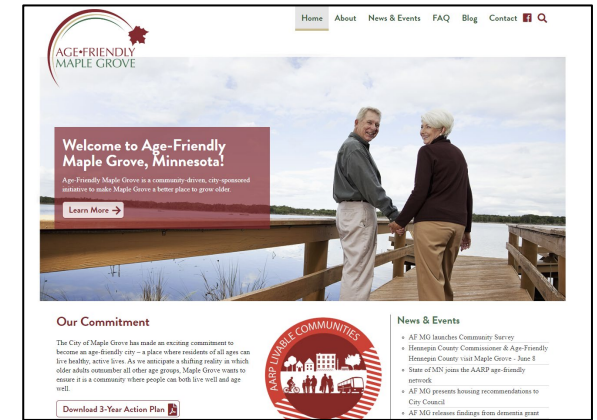 AGE•FRIENDLY
MAPLE GROVE
Home About News & Events FAQ Blog Contact
Welcome to Age-Friendly
Maple Grove, Minnesota!
Age-Friendly Maple Grove is a community-driven, city-sponsored
initiative to make Maple Grove a better place to grow older.
Learn More
Our Commitment
The City of Maple Grove has made an exciting commitment to
become an age-friendly city – a place where residents of all ages can
live healthy, active lives. As we anticipate a shifting reality in which
older adults outnumber all other age groups, Maple Grove wants to
ensure it is a community where people can both live well and age
well.
Download 3-Year Action Plan
AARP LIVABLE COMMUNITIES
News & Events
AF MG launches Community Survey
Hennepin County Commissioner & Age-Friendly
Hennepin County visit Maple Grove - June 8
State of MN joins the AARP age-friendly
network
AF MG presents housing recommendations to
City Council
AF MG releases findings from dementia grant